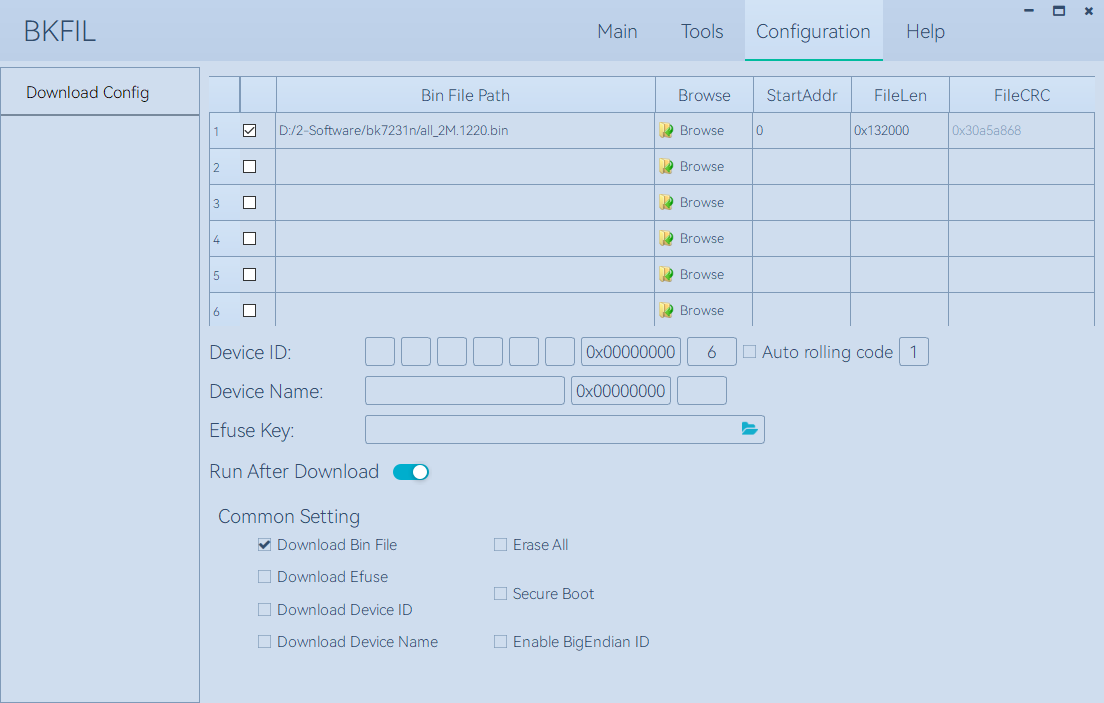 BKFIL Main Tools Configuration Help
Download Config
Bin File Path Browse StartAddr FileLen FileCRC
1 D:/2-Software/bk7231n/all_2M.1220.bin Browse 0 0x132000 0x30a5a868
2 Browse
3 Browse
4 Browse
5 Browse
6 Browse
Device ID: 0x00000000 6 Auto rolling code 1
Device Name: 0x00000000
Efuse Key:
Run After Download
Common Setting
Download Bin File Erase All
Download Efuse
Secure Boot
Download Device ID
Download Device Name Enable BigEndian ID